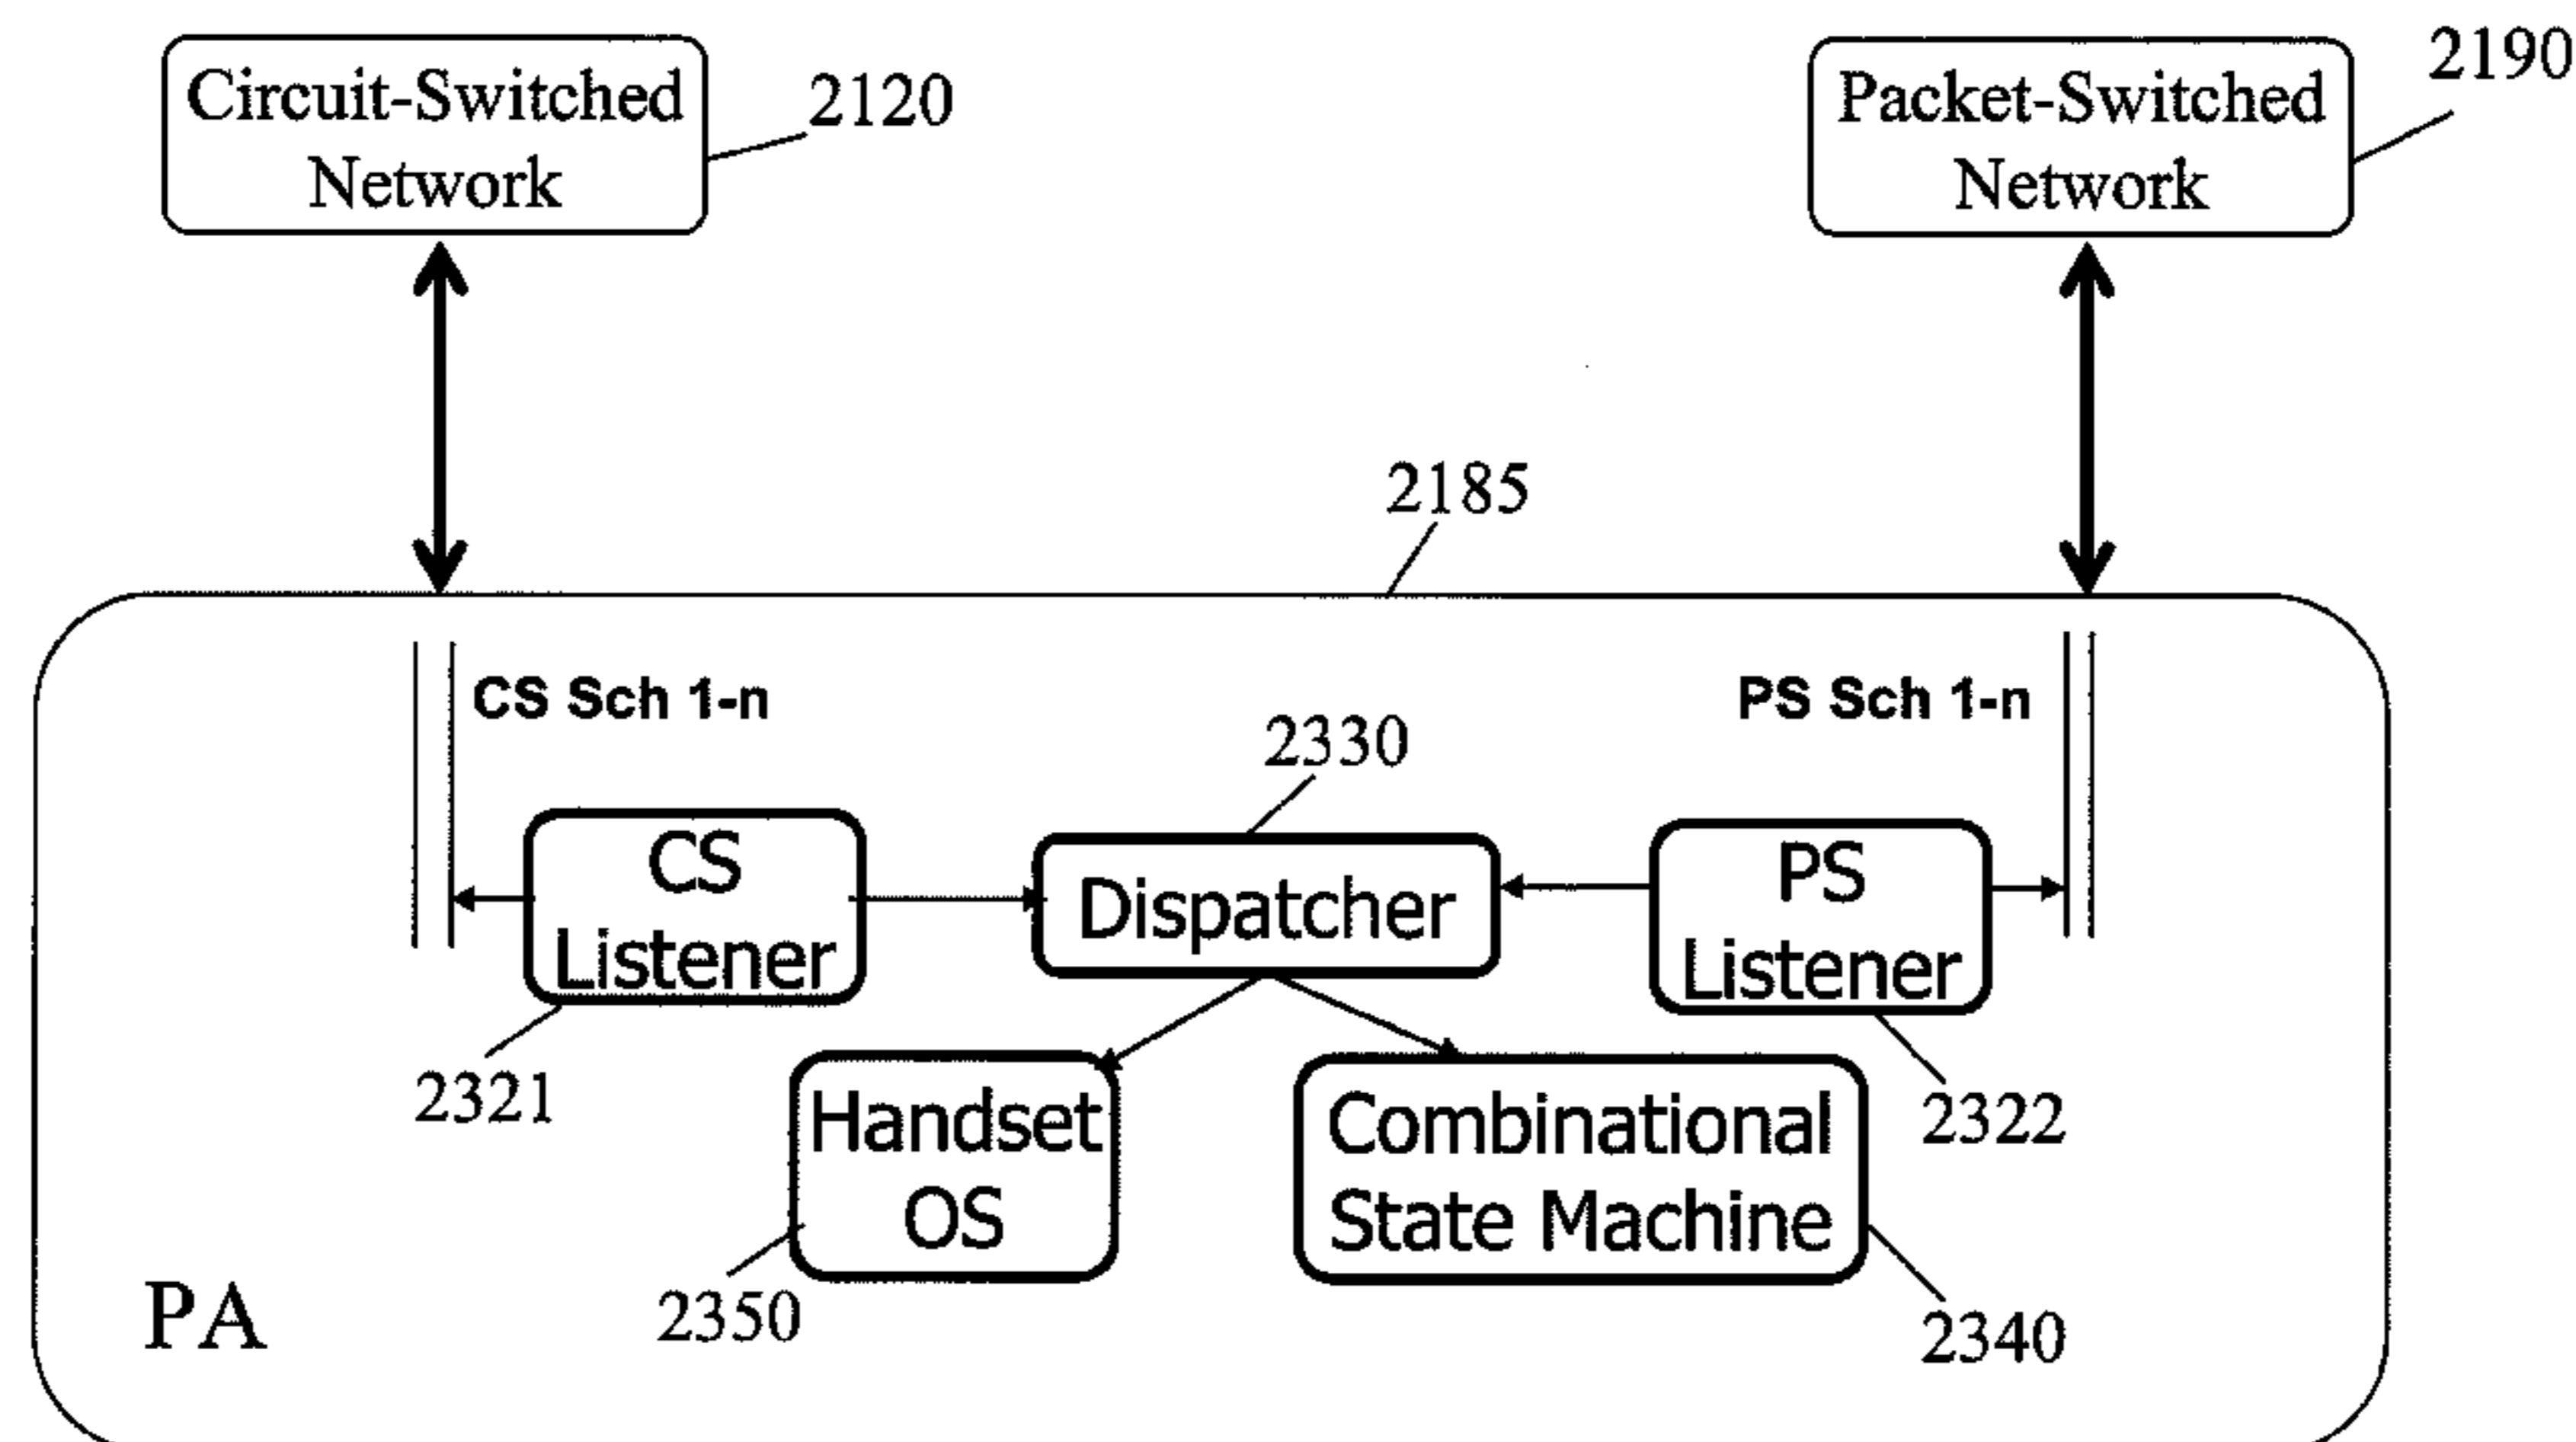 Circuit-Switched
Network
2120
Packet-Switched
Network
2190
2185
CS Sch 1-n
PS Sch 1-n
2330
CS
Listener
Dispatcher
PS
Listener
2321
2322
Handset
OS
Combinational
State Machine
2350
2340
PA